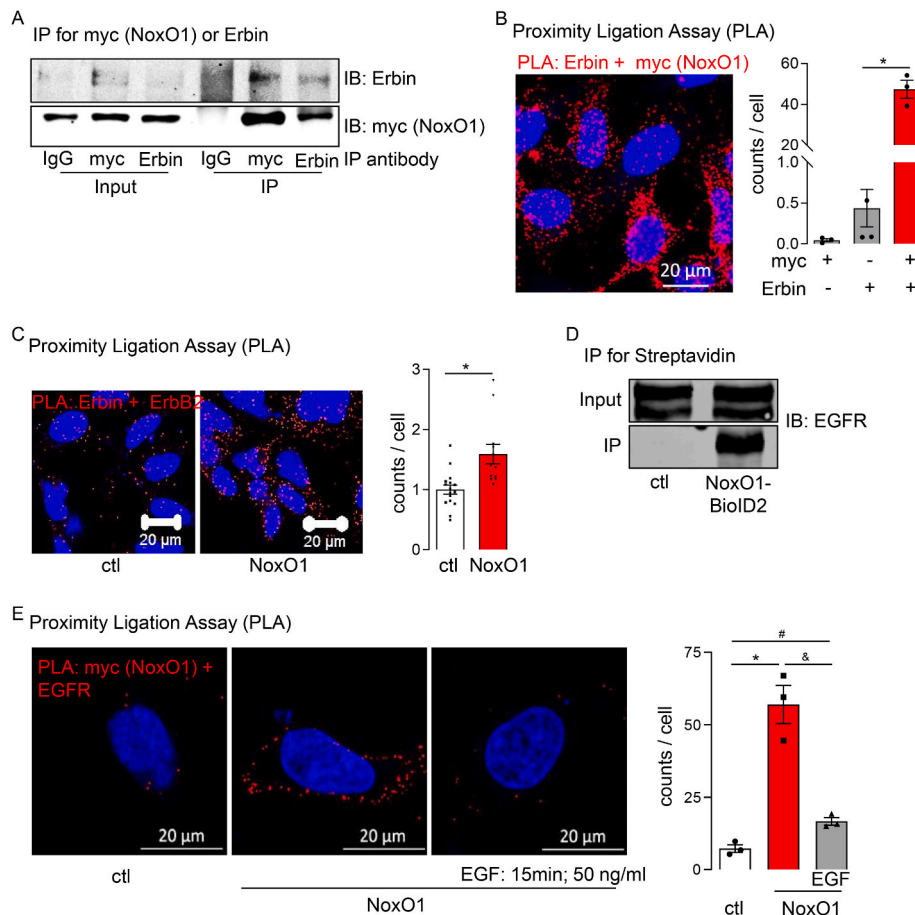 A
IP for myc (NoxO1) or Erbin
IB: Erbin
IB: myc (NoxO1)
IgG myc Erbin IgG myc Erbin IP antibody
Input IP
B
Proximity Ligation Assay (PLA)
PLA: Erbin + myc (NoxO1)
20 µm
counts / cell
60
40
20
1.0
0.5
0.0
*
myc + - +
Erbin - + +
C
Proximity Ligation Assay (PLA)
PLA: Erbin + ErbB2
20 µm
20 µm
ctl NoxO1
counts / cell
3
2
1
0
*
ctl NoxO1
D
IP for Streptavidin
Input
IP
IB: EGFR
ctl NoxO1-
BioID2
E
Proximity Ligation Assay (PLA)
PLA: myc (NoxO1) +
EGFR
20 µm
20 µm
20 µm
EGF: 15min; 50 ng/ml
ctl
NoxO1
counts / cell
75
50
25
0
#
* &
EGF
ctl NoxO1